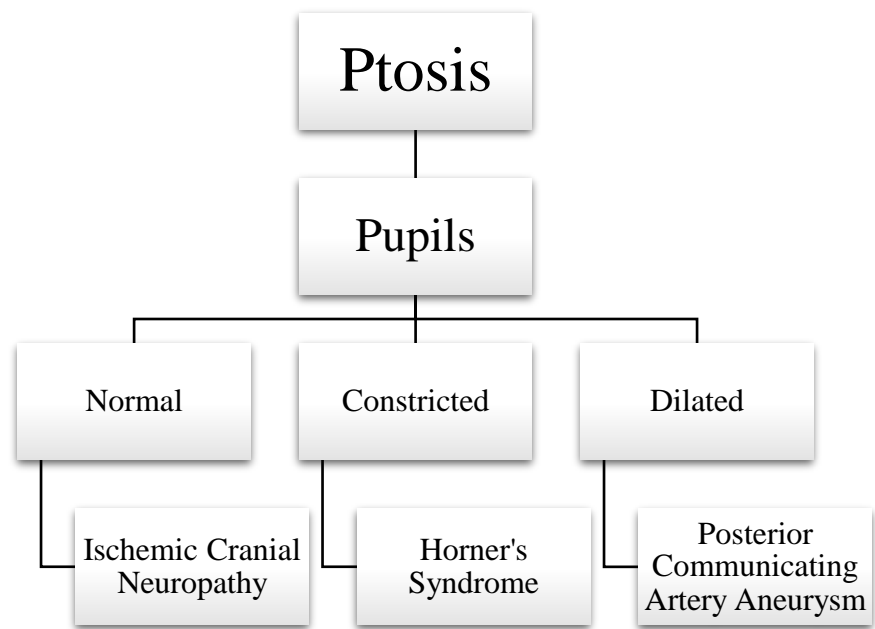 Ptosis
Pupils
Normal
Constricted
Dilated
Ischemic Cranial
Neuropathy
Horner's
Syndrome
Posterior
Communicating
Artery Aneurysm